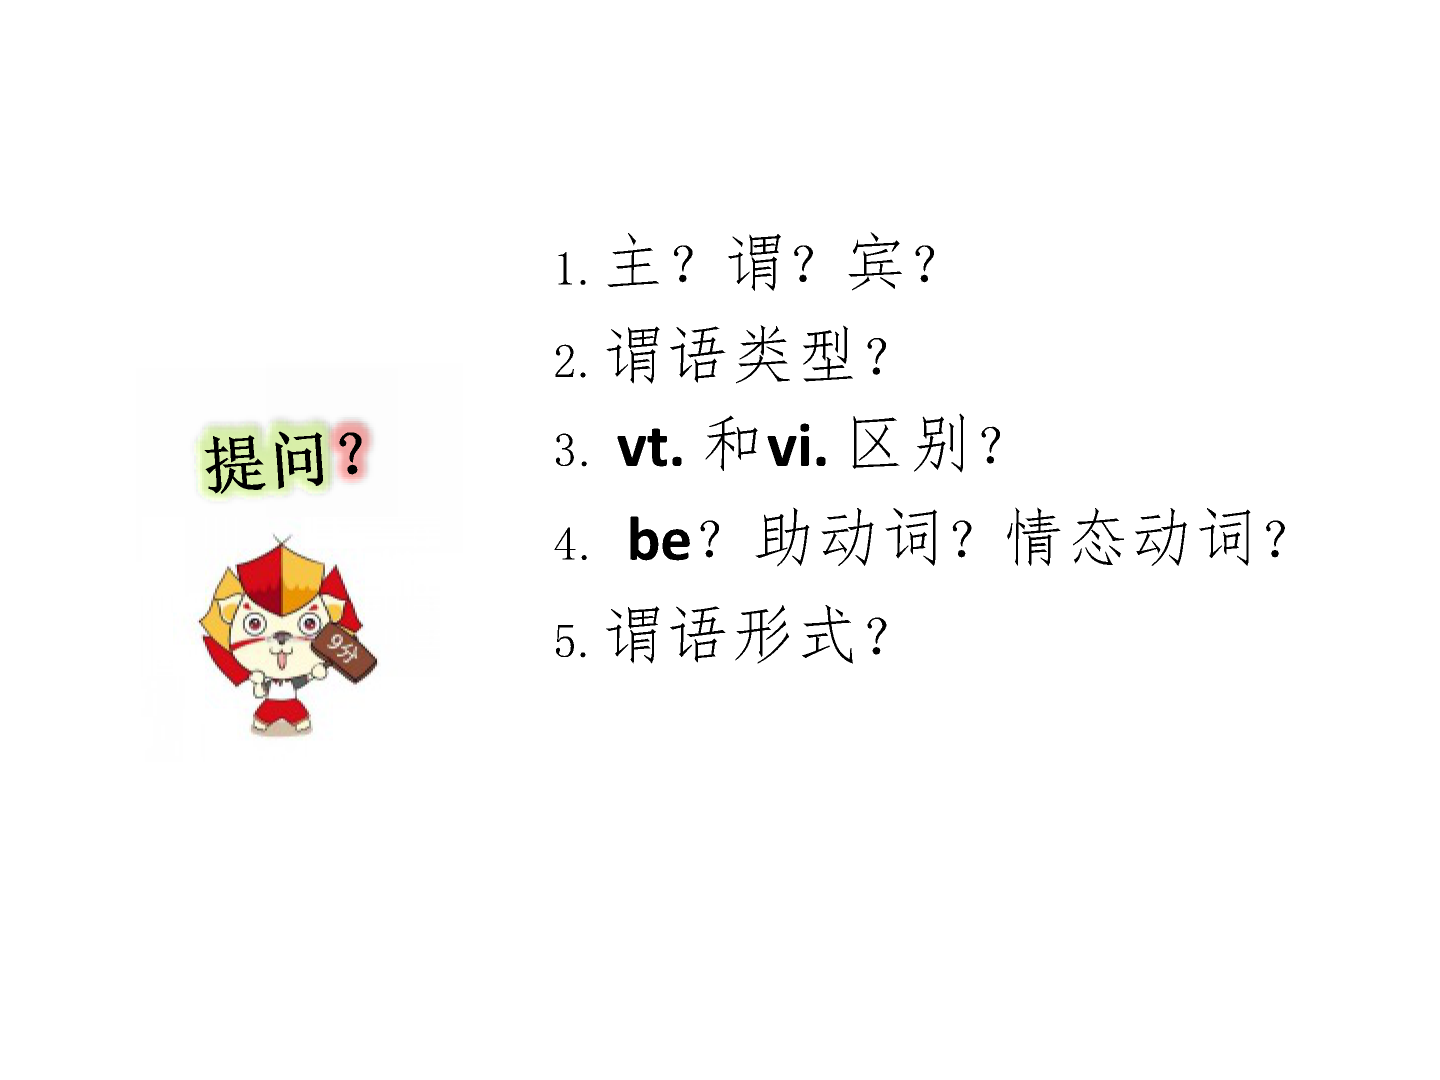 提问？
9分
1. 主？谓？宾？
2. 谓语类型？
3. vt. 和vi. 区别？
4. be？助动词？情态动词？
5. 谓语形式？